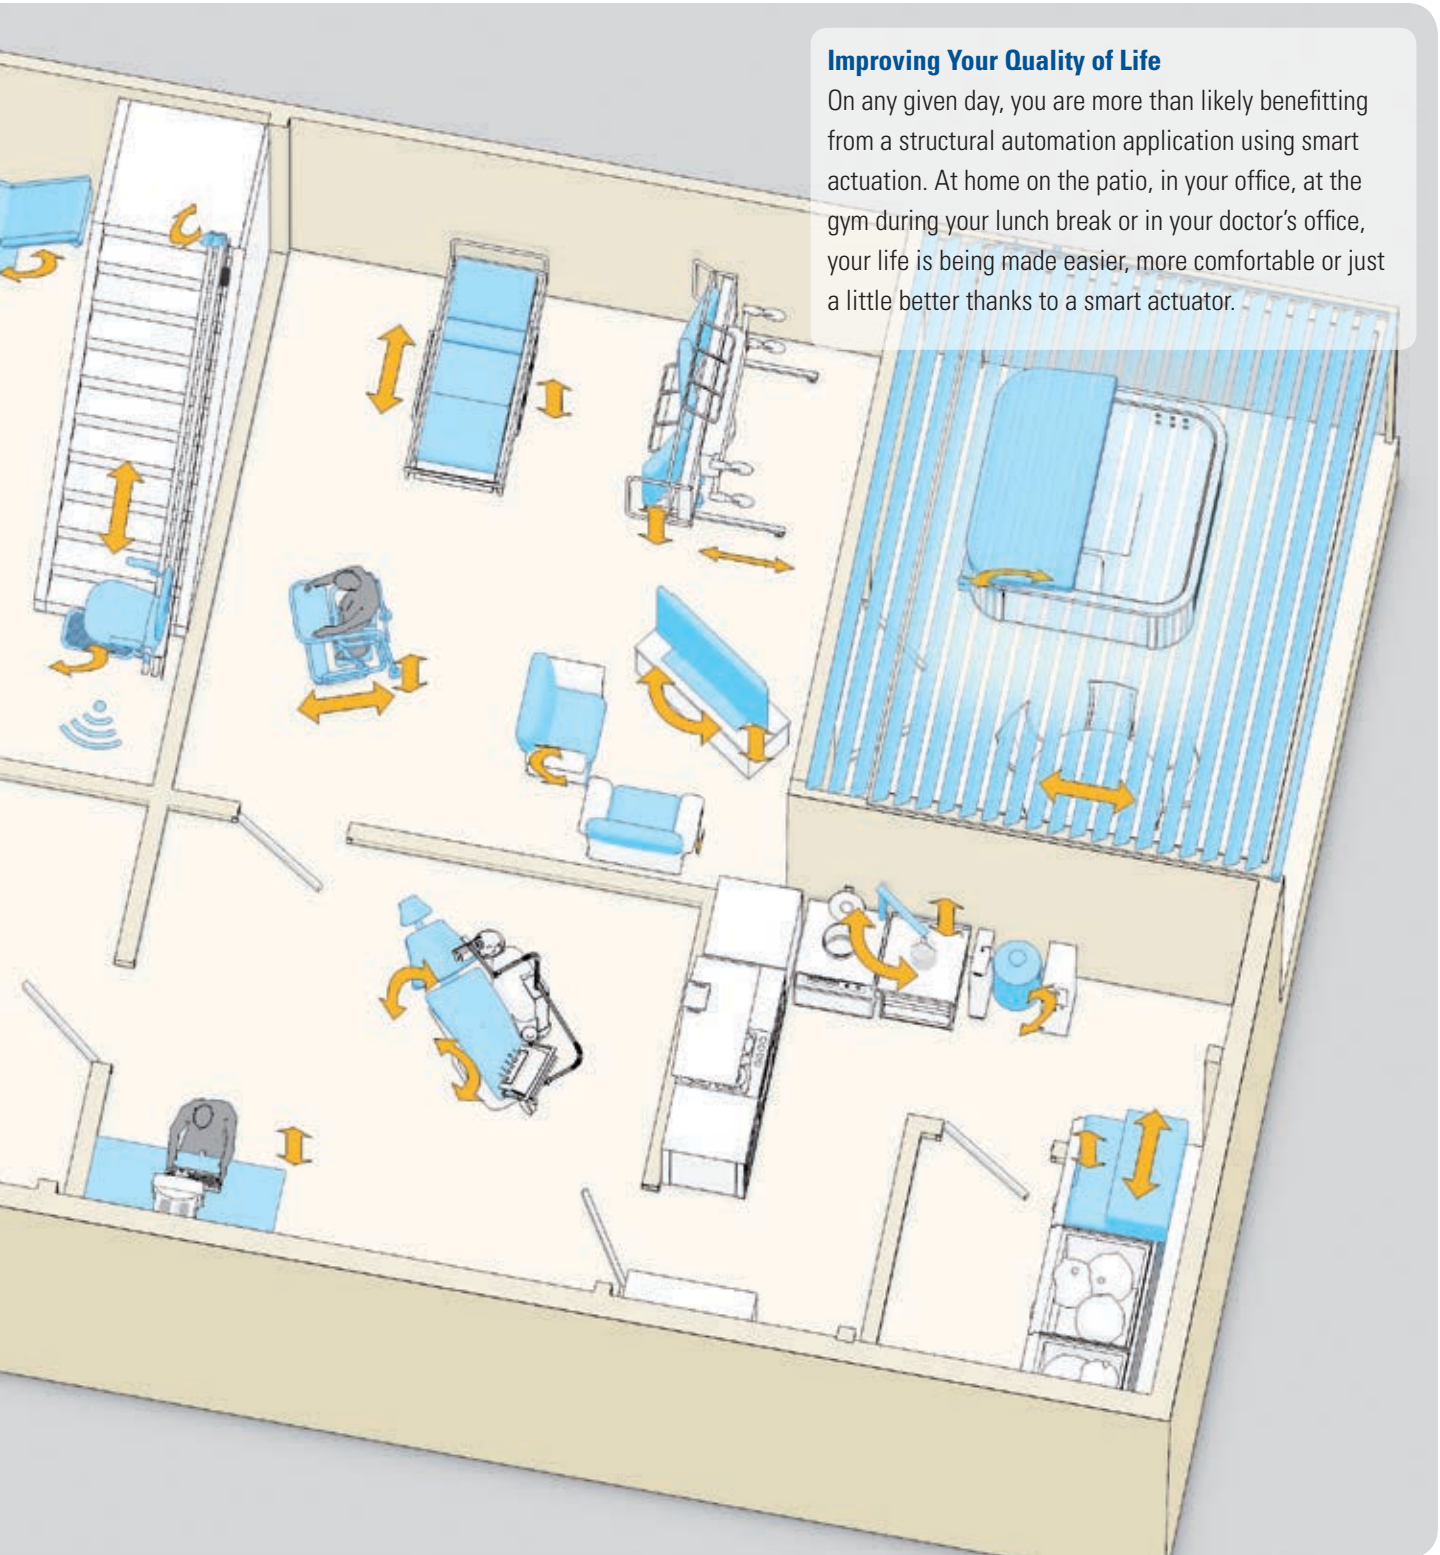 Improving Your Quality of Life
On any given day, you are more than likely benefitting
from a structural automation application using smart
actuation. At home on the patio, in your office, at the
gym during your lunch break or in your doctor's office,
your life is being made easier, more comfortable or just
a little better thanks to a smart actuator.